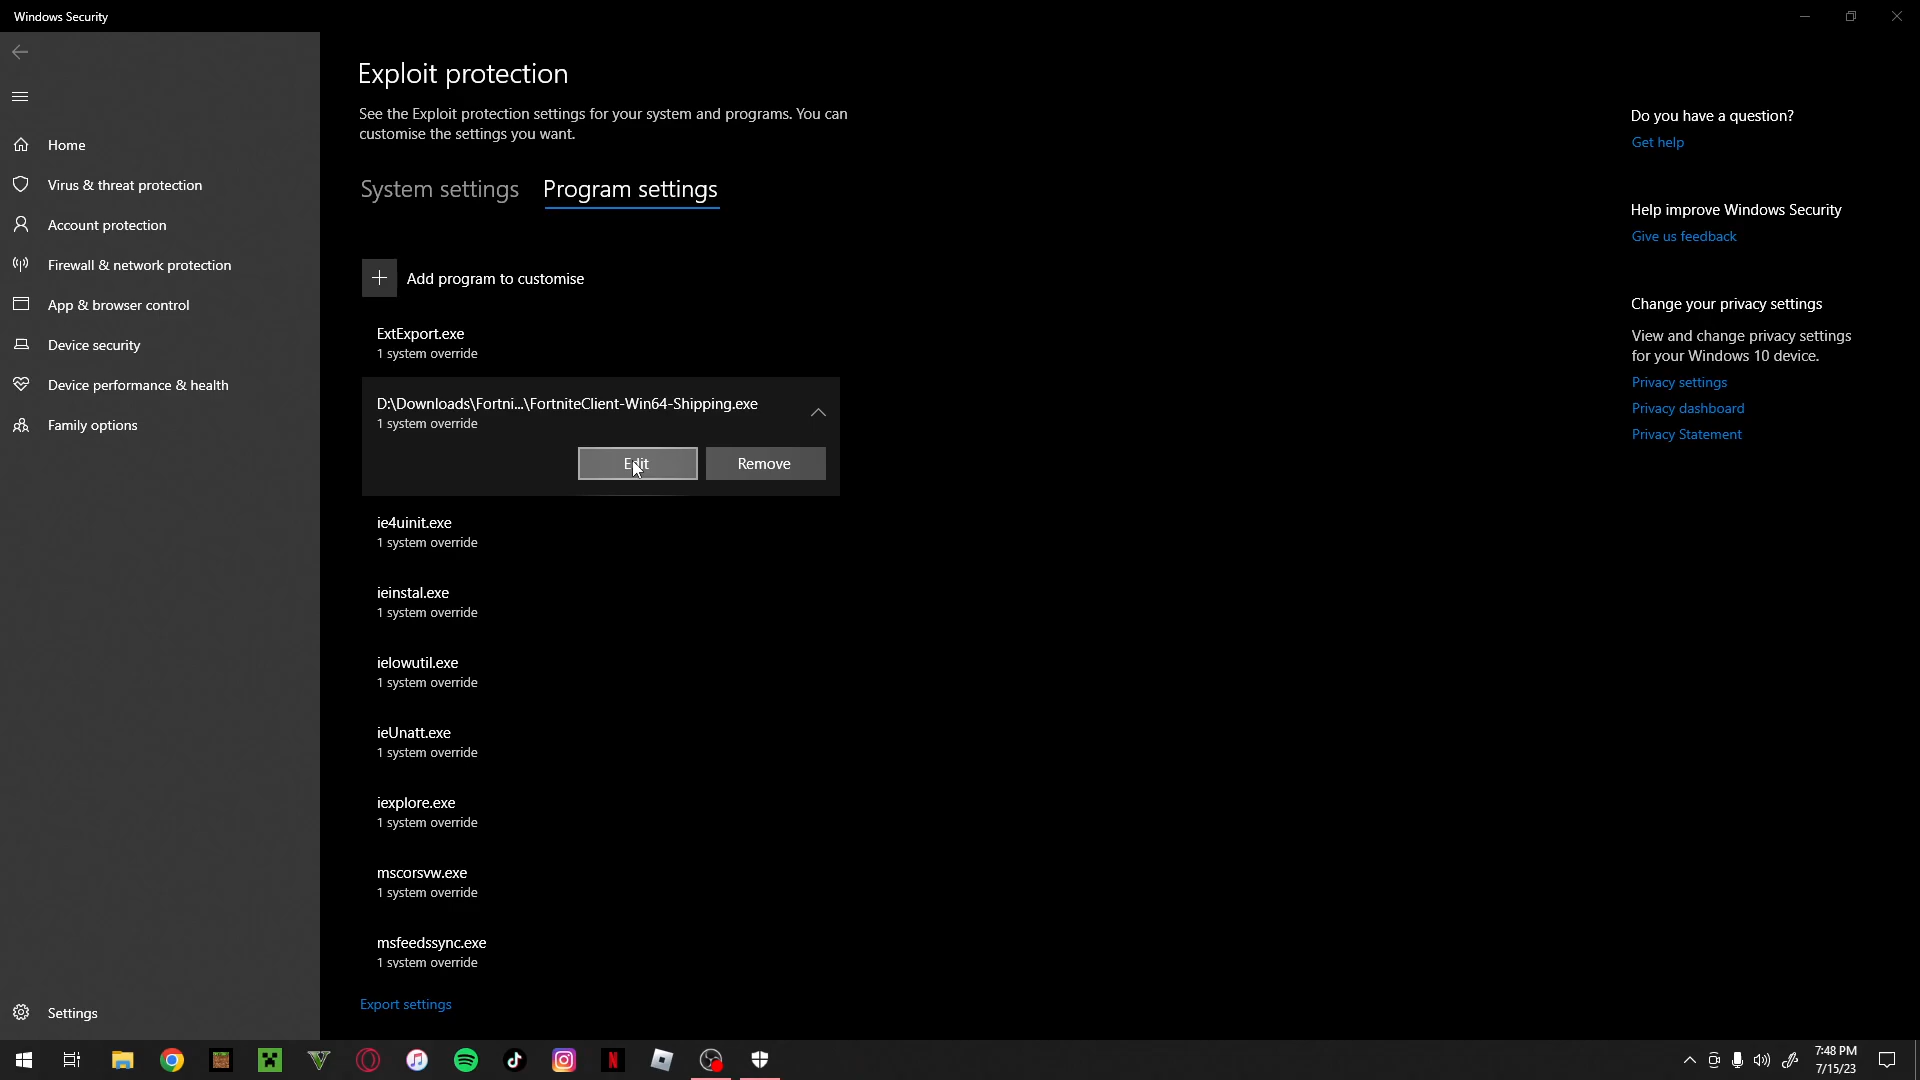 Windows Security
Home
Virus & threat protection
Account protection
Firewall & network protection
App & browser control
Device security
Device performance & health
Family options
Settings
Exploit protection
See the Exploit protection settings for your system and programs. You can
customise the settings you want.
System settings Program settings
Add program to customise
ExtExport.exe
1 system override
D:\Downloads\Fortni...\FortniteClient-Win64-Shipping.exe
1 system override
Edit Remove
ie4uinit.exe
1 system override
ieinstal.exe
1 system override
ielowutil.exe
1 system override
ieUnatt.exe
1 system override
iexplore.exe
1 system override
mscorsvw.exe
1 system override
msfeedssync.exe
1 system override
Export settings
Do you have a question?
Get help
Help improve Windows Security
Give us feedback
Change your privacy settings
View and change privacy settings
for your Windows 10 device.
Privacy settings
Privacy dashboard
Privacy Statement
7:48 PM
7/15/23